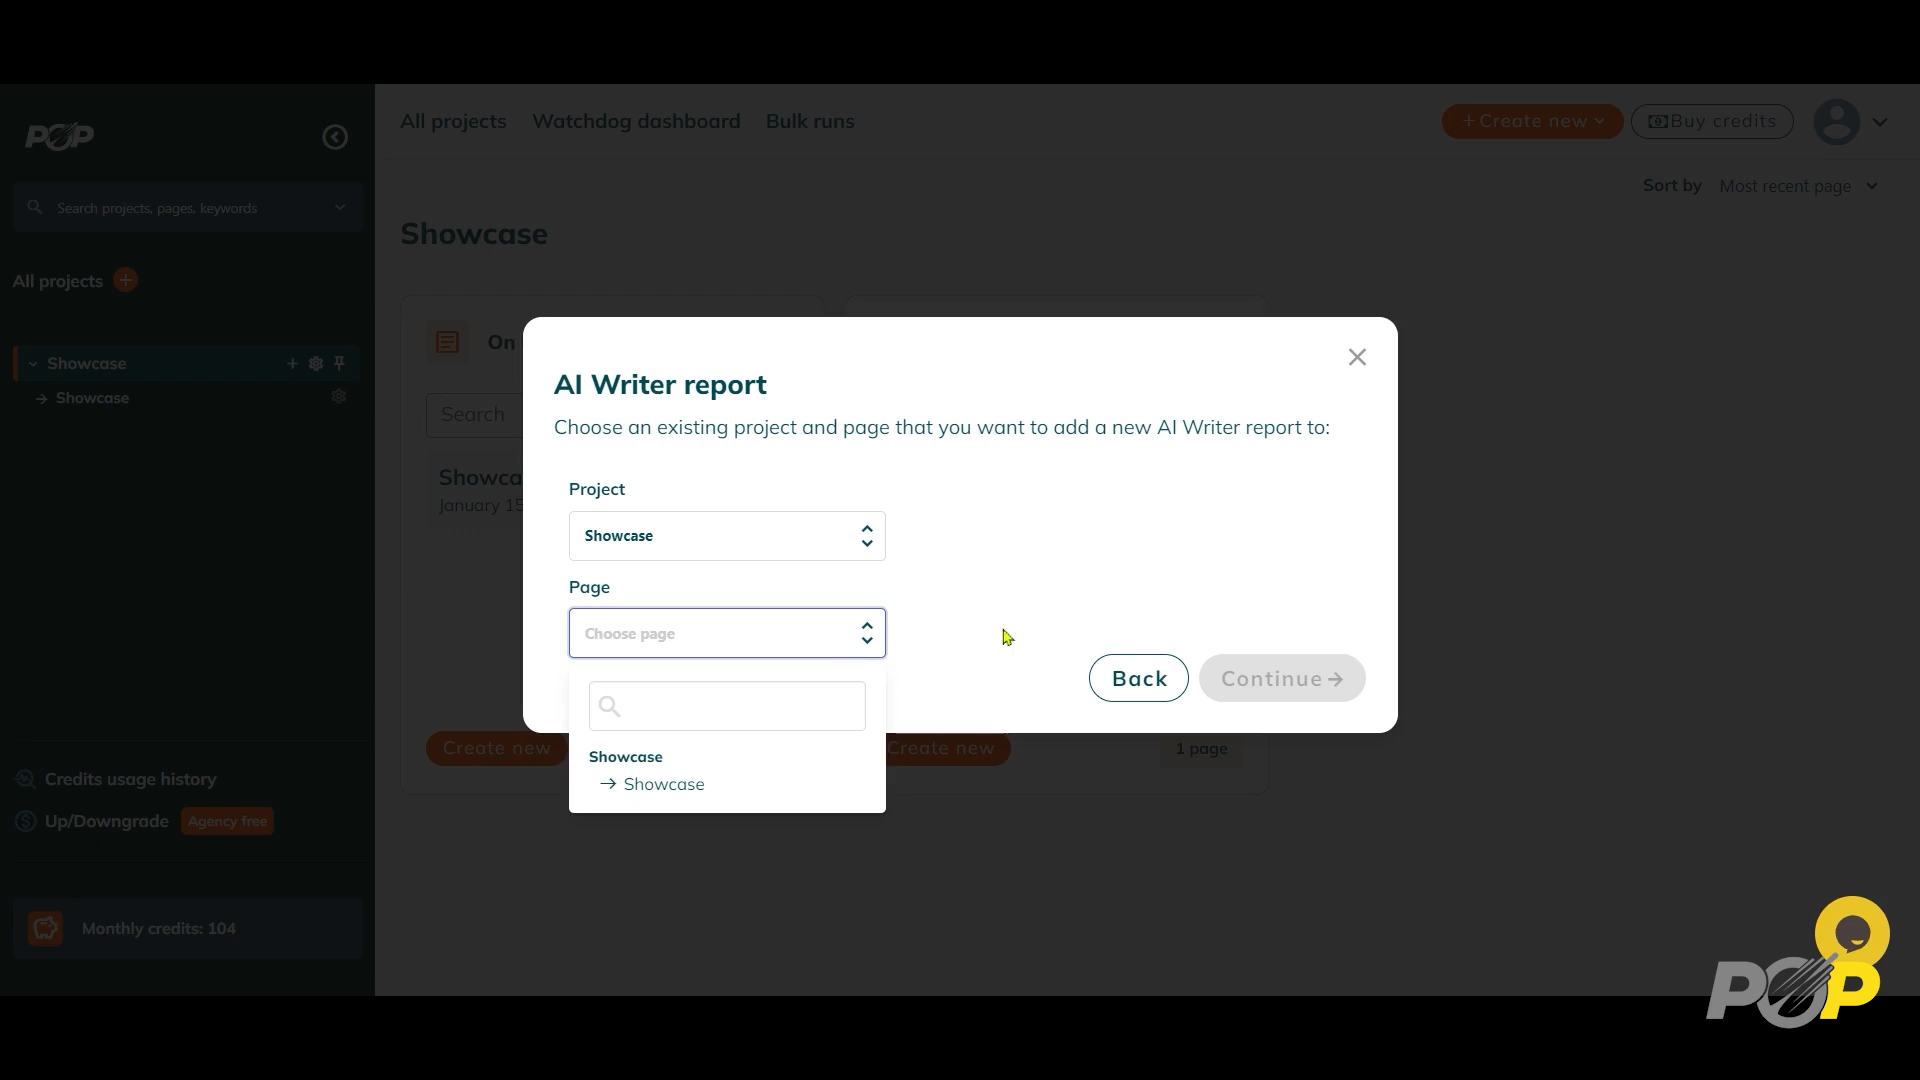 POP
All projects
Watchdog dashboard
Bulk runs
+ Create new
Buy credits
Search projects, pages, keywords
Sort by
Most recent page
Showcase
All projects +
On
Showcase
Showcase
Search
Showca
January 15
AI Writer report
Choose an existing project and page that you want to add a new AI Writer report to:
Project
Showcase
Page
Choose page
Back
Continue
Showcase
Showcase
Create new
Create new
1 page
Credits usage history
Up/Downgrade
Agency free
Monthly credits: 104
POP